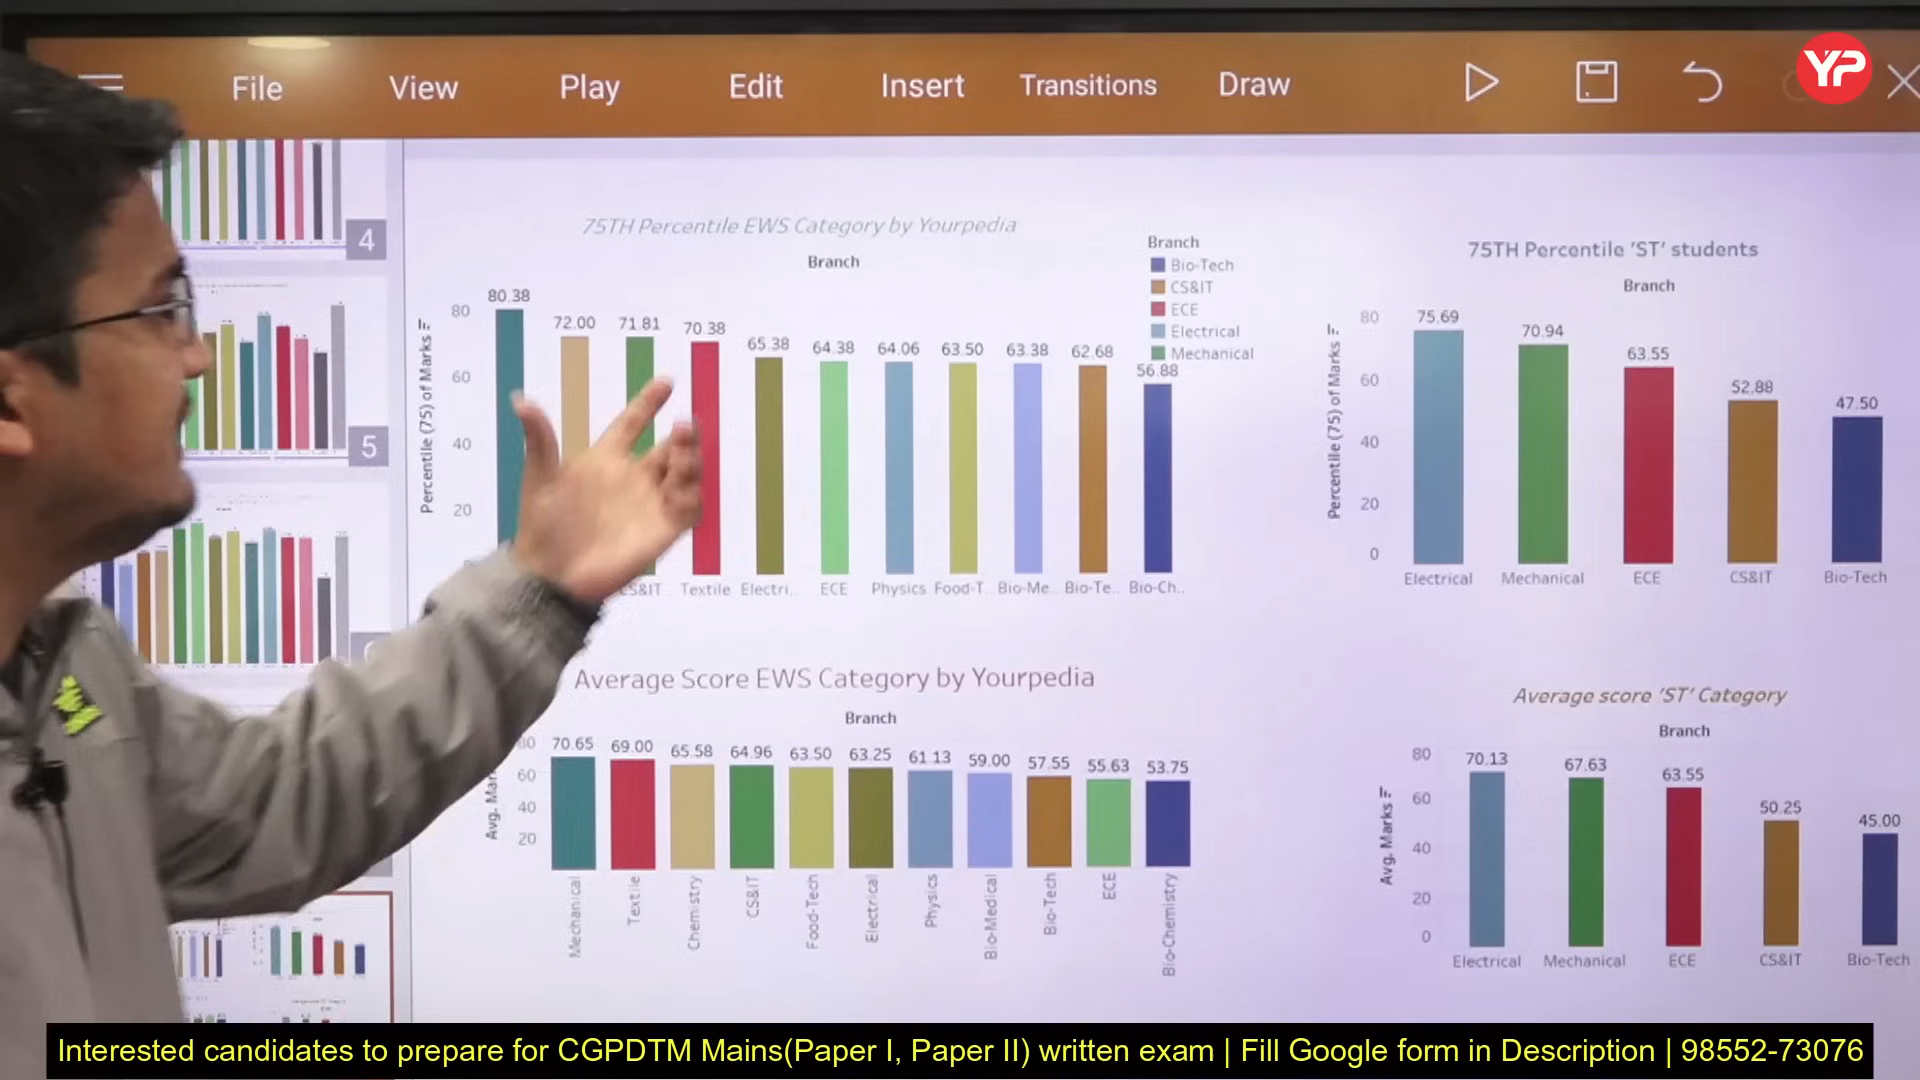 File View Play Edit Insert Transitions Draw
YP
4
5
75TH Percentile EWS Category by Yourpedia
Branch
80.38 72.00 71.81 70.38 65.38 64.38 64.06 63.50 63.38 62.68 56.88
Percentile (75) of Marks
80
60
40
20
CS&IT Textile Electri.. ECE Physics Food-T.. Bio-Me.. Bio-Te.. Bio-Ch..
Branch
Bio-Tech
CS&IT
ECE
Electrical
Mechanical
75TH Percentile ‘ST’ students
Branch
75.69 70.94 63.55 52.88 47.50
Percentile (75) of Marks
80
60
40
20
0
Electrical Mechanical ECE CS&IT Bio-Tech
Average Score EWS Category by Yourpedia
Branch
70.65 69.00 65.58 64.96 63.50 63.25 61.13 59.00 57.55 55.63 53.75
80
60
40
20
Mechanical Textile Chemistry CS&IT Food-Tech Electrical Physics Bio-Medical Bio-Tech ECE Bio-Chemistry
Average score ‘ST’ Category
Branch
70.13 67.63 63.55 50.25 45.00
Avg. Marks
80
60
40
20
0
Electrical Mechanical ECE CS&IT Bio-Tech
Interested candidates to prepare for CGPDTM Mains(Paper I, Paper II) written exam | Fill Google form in Description | 98552-73076